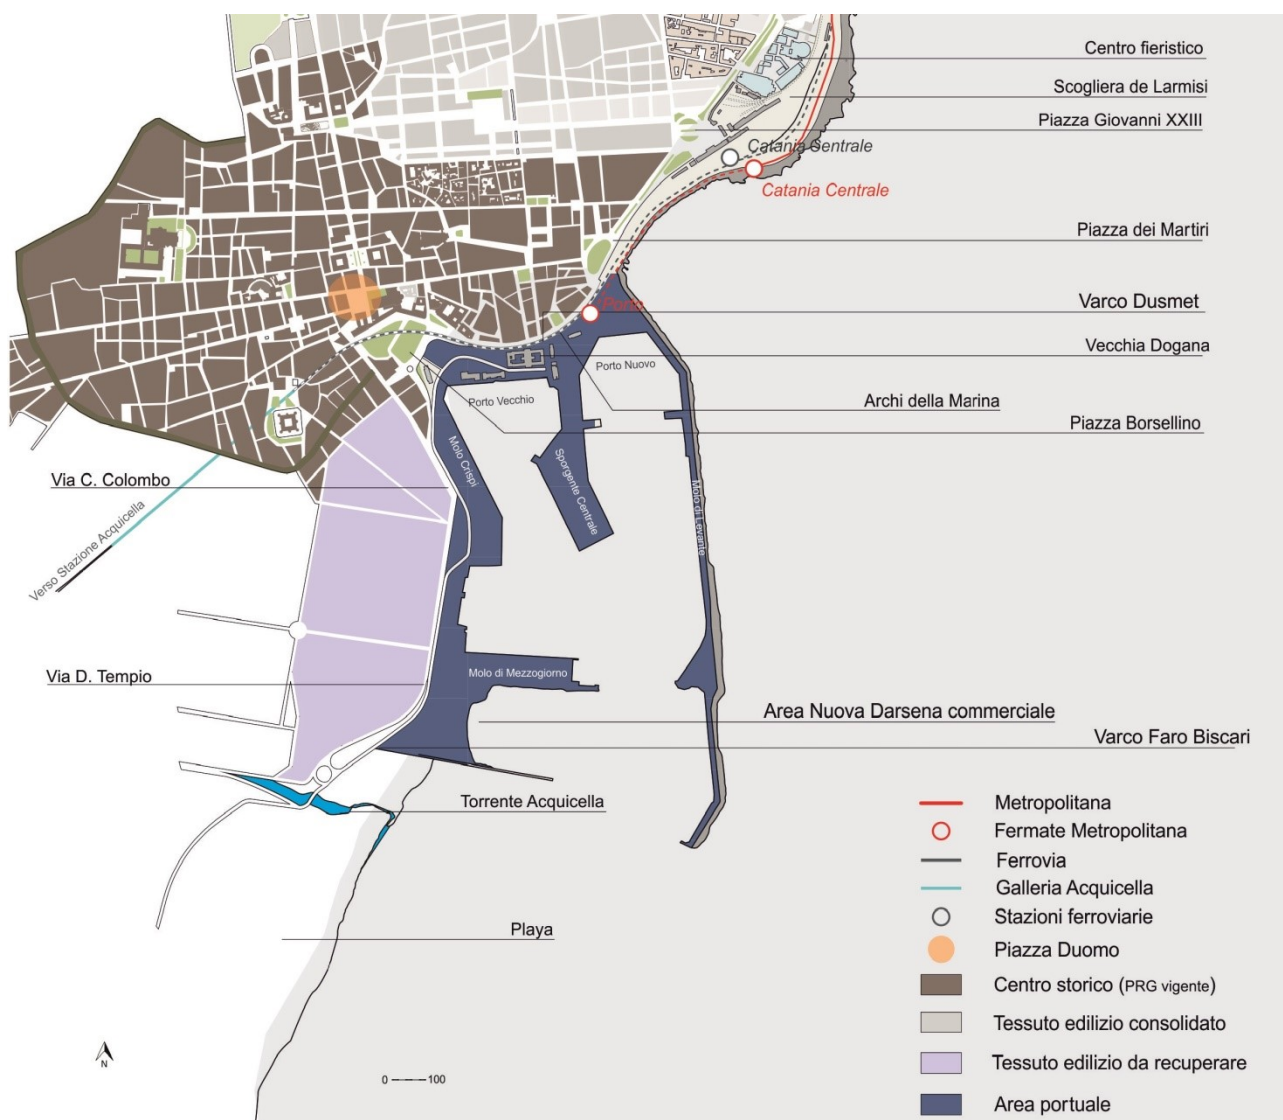 Centro fieristico
Scogliera de Larmisi
Piazza Giovanni XXIII
Catania Sentrale
Catania Centrale
Piazza dei Martiri
Porto
Varco Dusmet
Vecchia Dogana
Porto Nuovo
Porto Vecchio
Archi della Marina
Piazza Borsellino
Molo Crispi
Sporgente Centrale
Via C. Colombo
Molo di Levante
Verso Stazione Acquicella
Via D. Tempio
Molo di Mezzogiorno
Area Nuova Darsena commerciale
Varco Faro Biscari
Torrente Acquicella
Playa
Metropolitana
Fermate Metropolitana
Ferrovia
Galleria Acquicella
Stazioni ferroviarie
Piazza Duomo
Centro storico (PRG vigente)
Tessuto edilizio consolidato
Tessuto edilizio da recuperare
Area portuale
N
0 100